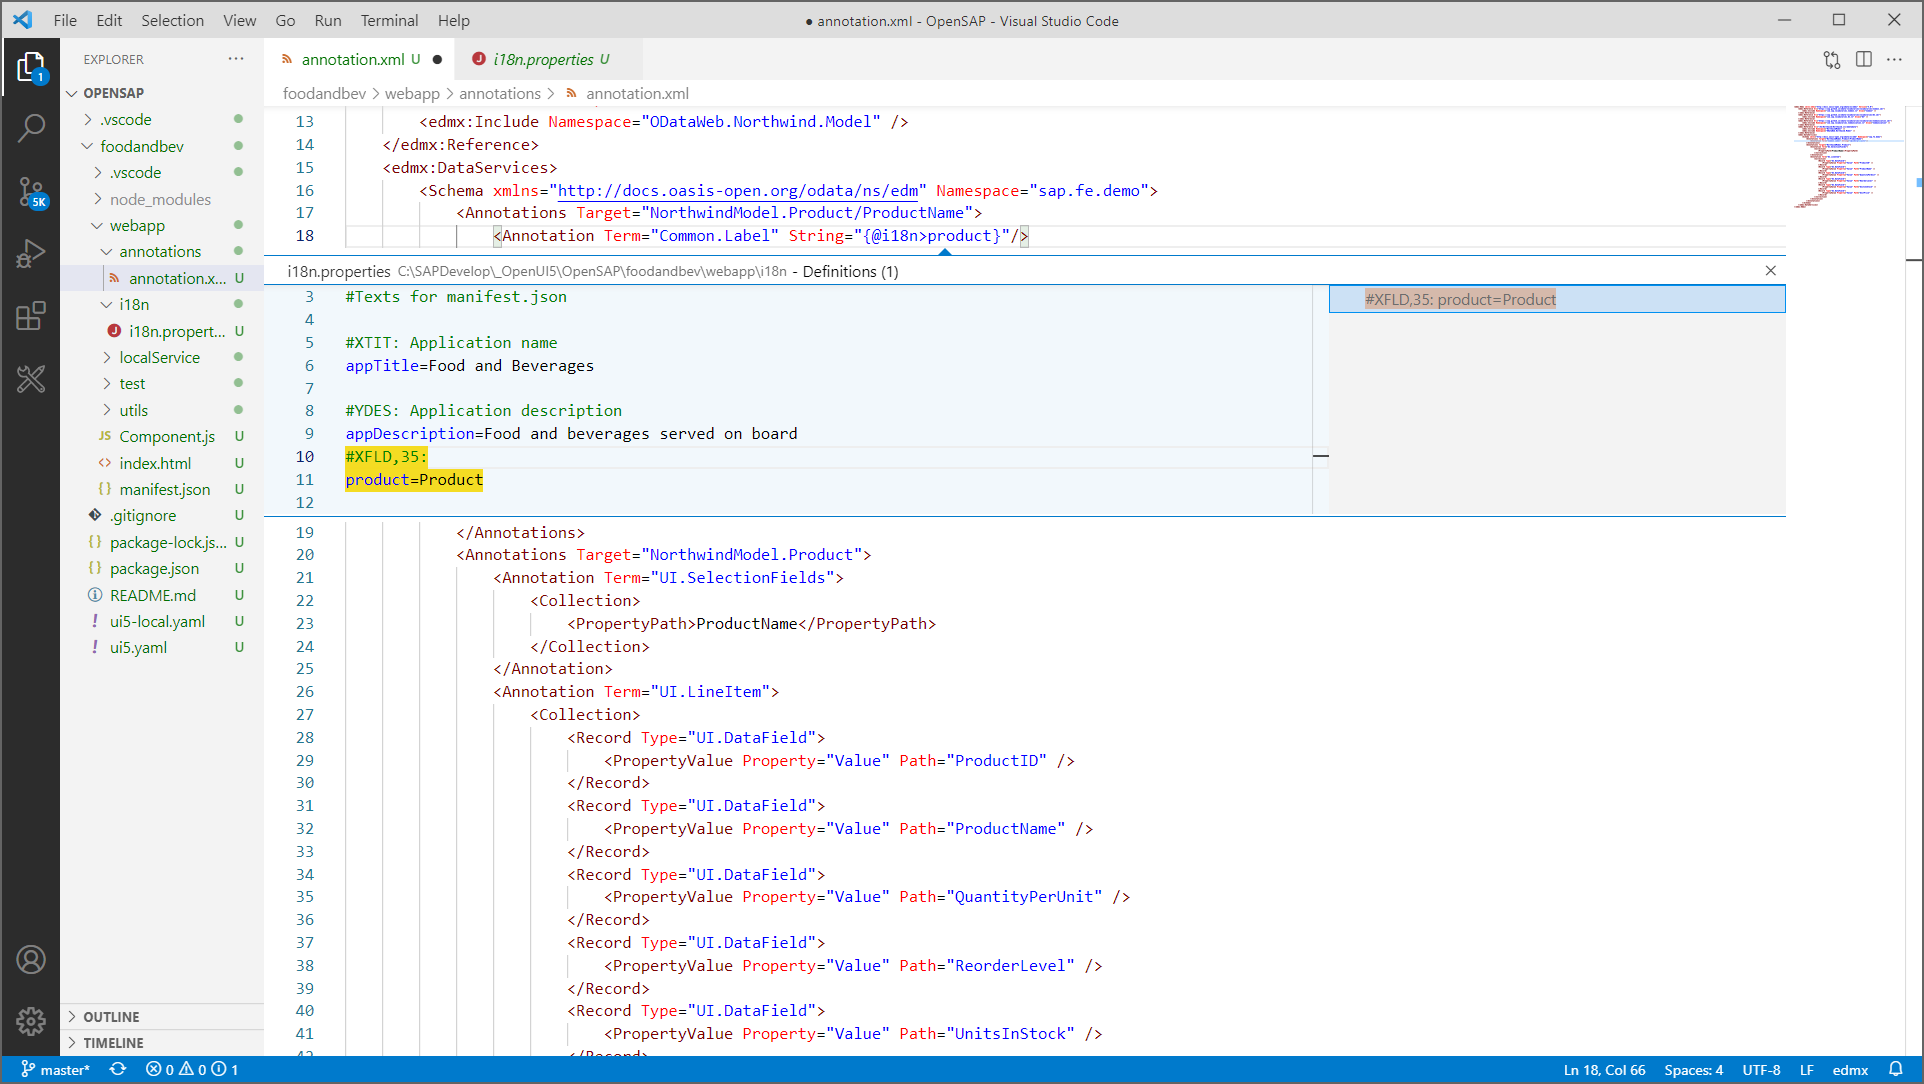 File Edit Selection View Go Run Terminal Help
● annotation.xml - OpenSAP - Visual Studio Code
EXPLORER
OPENSAP
.vscode
foodandbev
.vscode
node_modules
webapp
annotations
annotation.x... U
i18n
i18n.propert... U
localService
test
utils
Component.js U
index.html U
manifest.json U
.gitignore U
package-lock.js... U
package.json U
README.md U
ui5-local.yaml U
ui5.yaml U
OUTLINE
TIMELINE
1
5K
annotation.xml U ●
i18n.properties U
foodandbev > webapp > annotations > annotation.xml
13 <edmx:Include Namespace="ODataWeb.Northwind.Model" />
14 </edmx:Reference>
15 <edmx:DataServices>
16 <Schema xmlns="http://docs.oasis-open.org/odata/ns/edm" Namespace="sap.fe.demo">
17 <Annotations Target="NorthwindModel.Product/ProductName">
18 <Annotation Term="Common.Label" String="{@i18n>product}"/>
i18n.properties C:\SAPDevelop\_OpenUI5\OpenSAP\foodandbev\webapp\i18n - Definitions (1)
3 #Texts for manifest.json
4
5 #XTIT: Application name
6 appTitle=Food and Beverages
7
8 #YDES: Application description
9 appDescription=Food and beverages served on board
10 #XFLD,35:
11 product=Product
12
#XFLD,35: product=Product
19 </Annotations>
20 <Annotations Target="NorthwindModel.Product">
21 <Annotation Term="UI.SelectionFields">
22 <Collection>
23 <PropertyPath>ProductName</PropertyPath>
24 </Collection>
25 </Annotation>
26 <Annotation Term="UI.LineItem">
27 <Collection>
28 <Record Type="UI.DataField">
29 <PropertyValue Property="Value" Path="ProductID" />
30 </Record>
31 <Record Type="UI.DataField">
32 <PropertyValue Property="Value" Path="ProductName" />
33 </Record>
34 <Record Type="UI.DataField">
35 <PropertyValue Property="Value" Path="QuantityPerUnit" />
36 </Record>
37 <Record Type="UI.DataField">
38 <PropertyValue Property="Value" Path="ReorderLevel" />
39 </Record>
40 <Record Type="UI.DataField">
41 <PropertyValue Property="Value" Path="UnitsInStock" />
42 </Record>
master* 0 0 1 Ln 18, Col 66 Spaces: 4 UTF-8 LF edmx